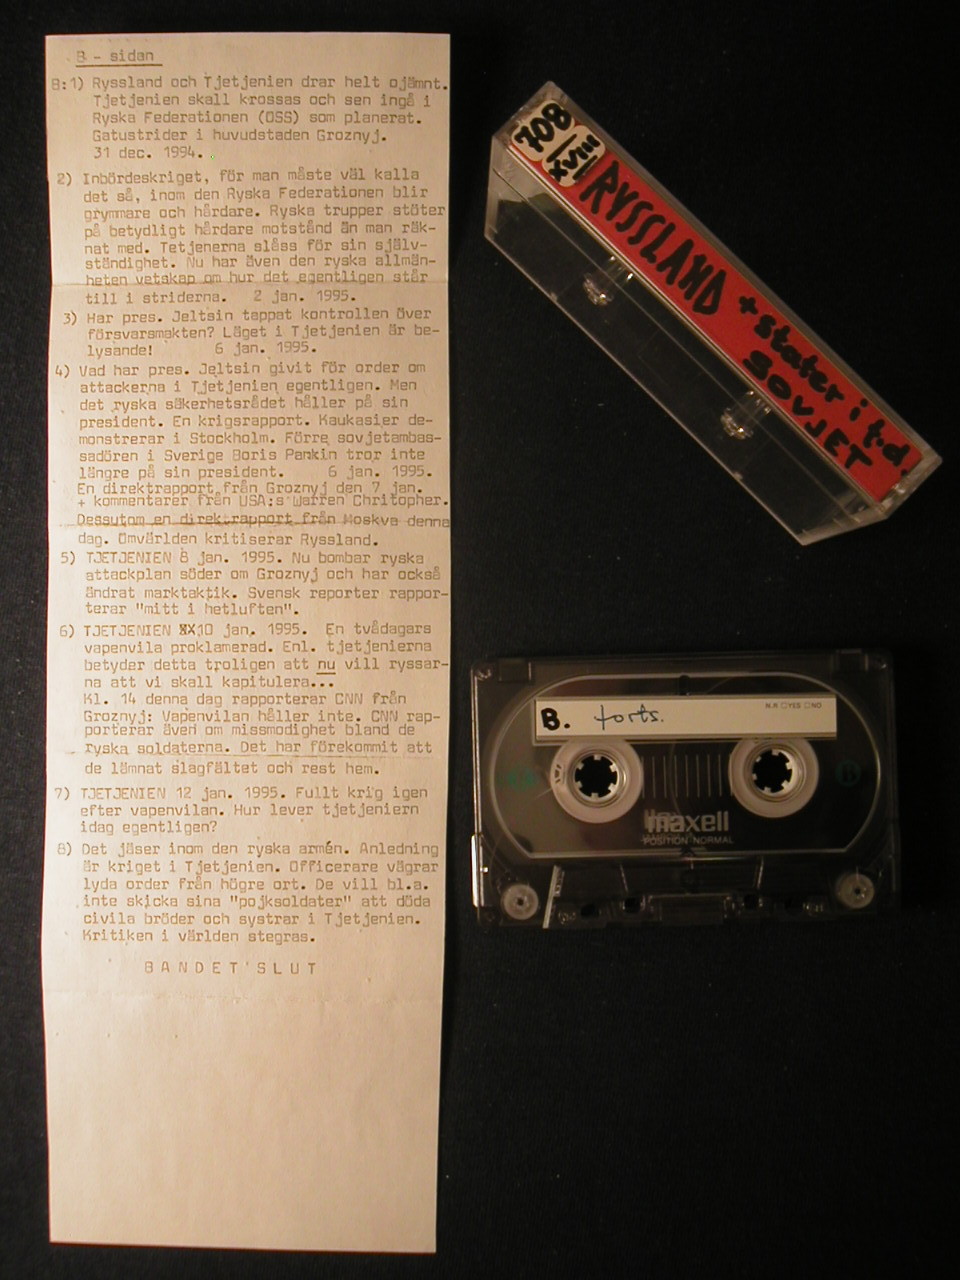 B - sidan
B:1) Ryssland och Tjetjenien drar helt ojämnt.
Tjetjenien skall krossas och sen ingå i
Ryska Federationen (OSS) som planerat.
Gatustrider i huvudstaden Groznyj.
31 dec. 1994.
2) Inbördeskriget, för man måste väl kalla
det så, inom den Ryska Federationen blir
grymmare och hårdare. Ryska trupper stöter
på betydligt hårdare motstånd än man räk-
nat med. Tetjenerna slåss för sin själv-
ständighet. Nu har även den ryska allmän-
heten vetskap om hur det egentligen står
till i striderna. 2 jan. 1995.
3) Har pres. Jeltsin tappat kontrollen över
försvarsmakten? Läget i Tjetjenien är be-
lysande! 6 jan. 1995.
4) Vad har pres. Jeltsin givit för order om
attackerna i Tjetjenien egentligen. Men
det ryska säkerhetsrådet håller på sin
president. En krigsrapport. Kaukasier de-
monstrerar i Stockholm. Förre sovjetambas-
sadören i Sverige Boris Pankin tror inte
längre på sin president. 6 jan. 1995.
En direktrapport från Groznyj den 7 jan.
+ kommentarer från USA:s Warren Chritopher.
Dessutom en direktrapport från Moskva denna
dag. Omvärlden kritiserar Ryssland.
5) TJETJENIEN 8 jan. 1995. Nu bombar ryska
attackplan söder om Groznyj och har också
ändrat marktaktik. Svensk reporter rappor-
terar "mitt i hetluften".
6) TJETJENIEN 10 jan. 1995. En tvådagars
vapenvila proklamerad. Enl. tjetjenierna
betyder detta troligen att nu vill ryssar-
na att vi skall kapitulera...
Kl. 14 denna dag rapporterar CNN från
Groznyj: Vapenvilan håller inte. CNN rap-
porterar även om missmodighet bland de
ryska soldaterna. Det har förekommit att
de lämnat slagfältet och rest hem.
7) TJETJENIEN 12 jan. 1995. Fullt krig igen
efter vapenvilan. Hur lever tjetjeniern
idag egentligen?
8) Det jäser inom den ryska armén. Anledning
är kriget i Tjetjenien. Officerare vägrar
lyda order från högre ort. De vill bl.a.
inte skicka sina "pojksoldater" att döda
civila bröder och systrar i Tjetjenien.
Kritiken i världen stegras.
BANDET SLUT
708
/XVIII
RYSSLAND + stater i f.d.
SOVJET
B. forts.
N.R □YES □NO
B
maxell
POSITION·NORMAL